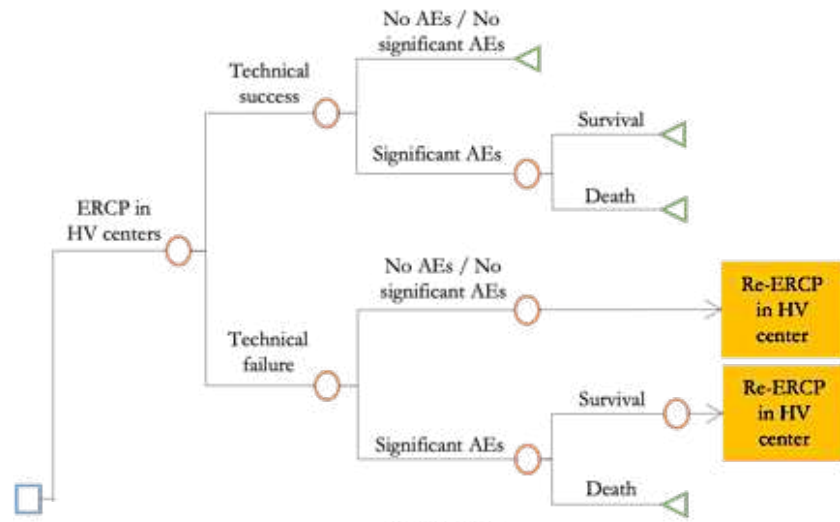 No AEs / No
significant AEs
Technical
success
Survival
Significant AEs
Death
ERCP in
HV centers
No AEs / No
significant AEs
Re-ERCP
in HV
center
Technical
failure
Re-ERCP
in HV
center
Survival
Significant AEs
Death